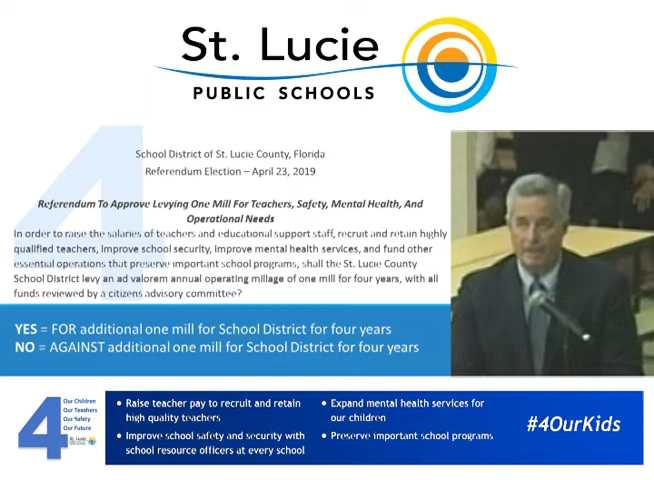 St. Lucie
PUBLIC SCHOOLS
School District of St. Lucie County, Florida
Referendum Election – April 23, 2019
Referendum To Approve Levying One Mill For Teachers, Safety, Mental Health, And
Operational Needs
In order to raise the salaries of teachers and educational support staff, recruit and retain highly
qualified teachers, improve school security, improve mental health services, and fund other
essential operations that preserve important school programs, shall the St. Lucie County
School District levy an ad valorem annual operating millage of one mill for four years, with all
funds reviewed by a citizens advisory committee?
YES = FOR additional one mill for School District for four years
NO = AGAINST additional one mill for School District for four years
4
Our Children
Our Teachers
Our Safety
Our Future
St. Lucie
• Raise teacher pay to recruit and retain
high quality teachers
• Improve school safety and security with
school resource officers at every school
• Expand mental health services for
our children
• Preserve important school programs
#4OurKids